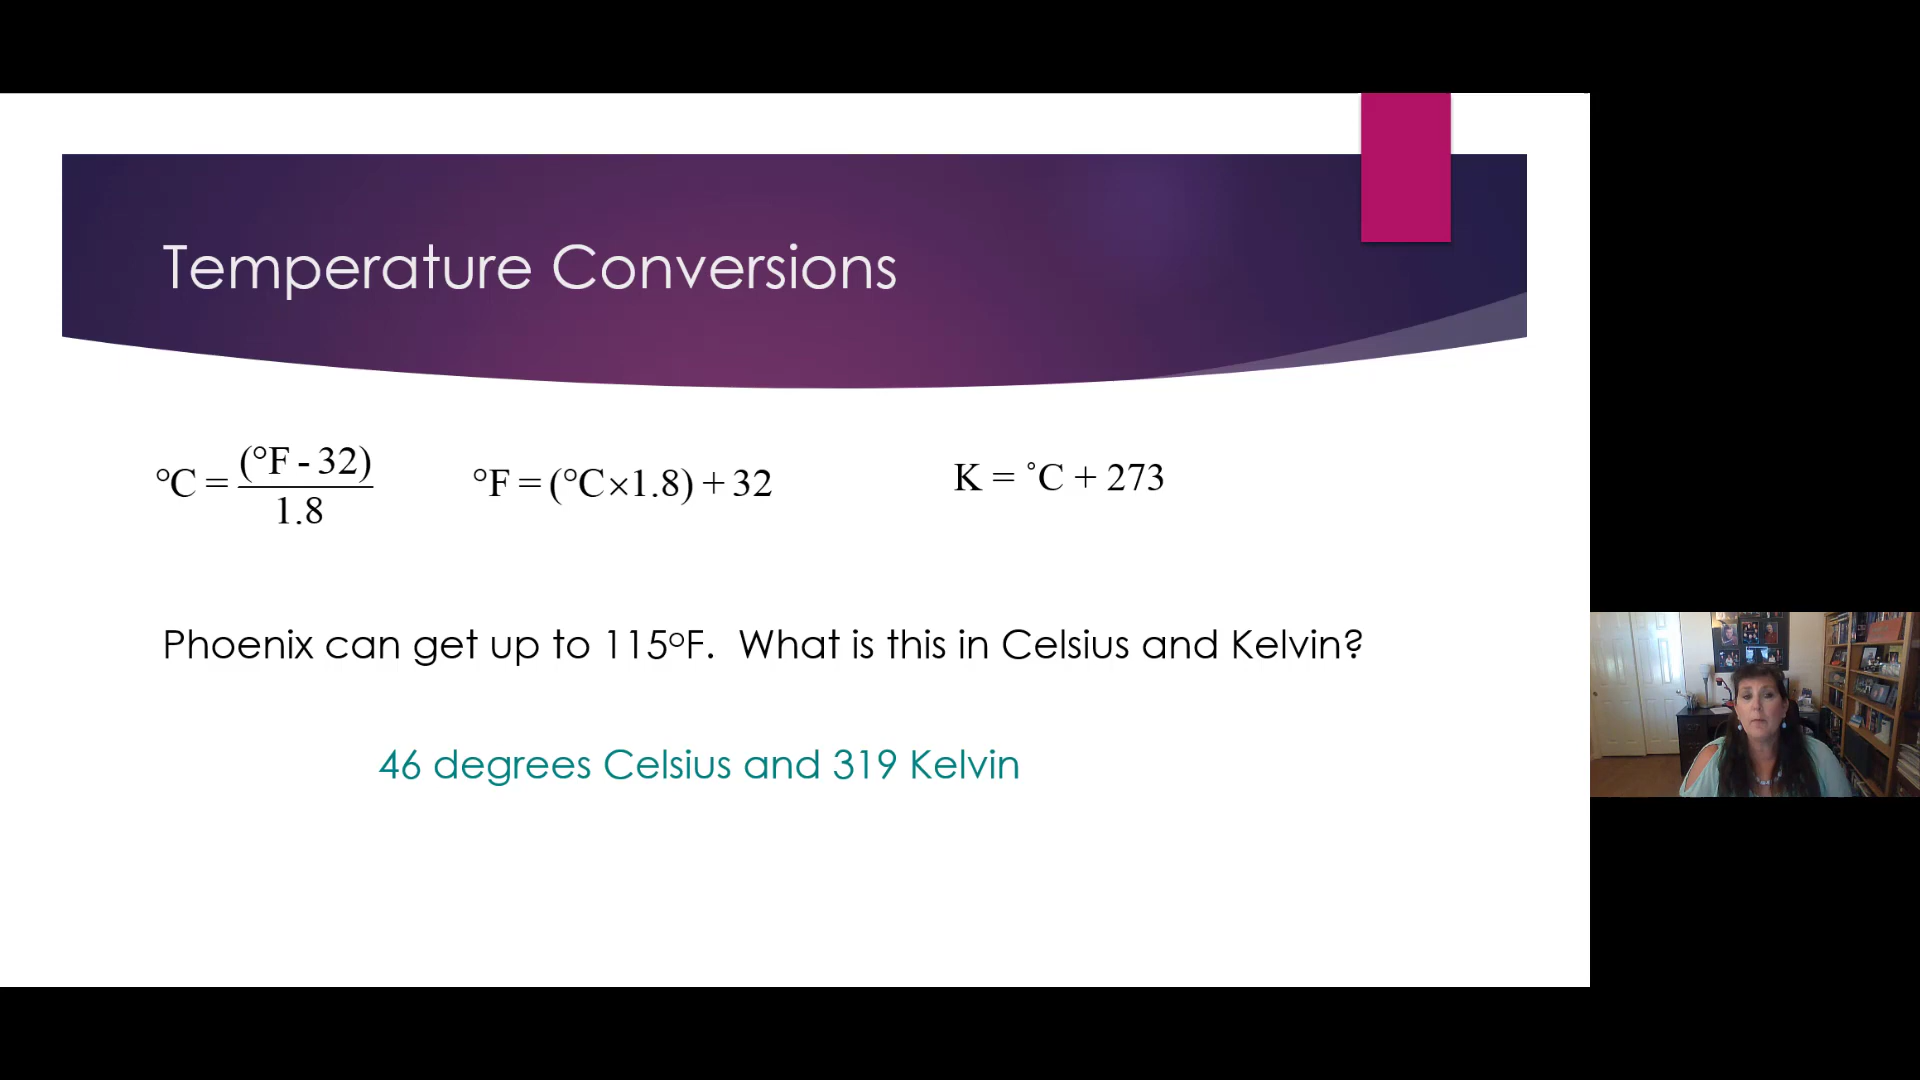 Temperature Conversions
°C = (°F - 32) / 1.8
°F = (°C×1.8) + 32
K = ˚C + 273
Phoenix can get up to 115°F. What is this in Celsius and Kelvin?
46 degrees Celsius and 319 Kelvin